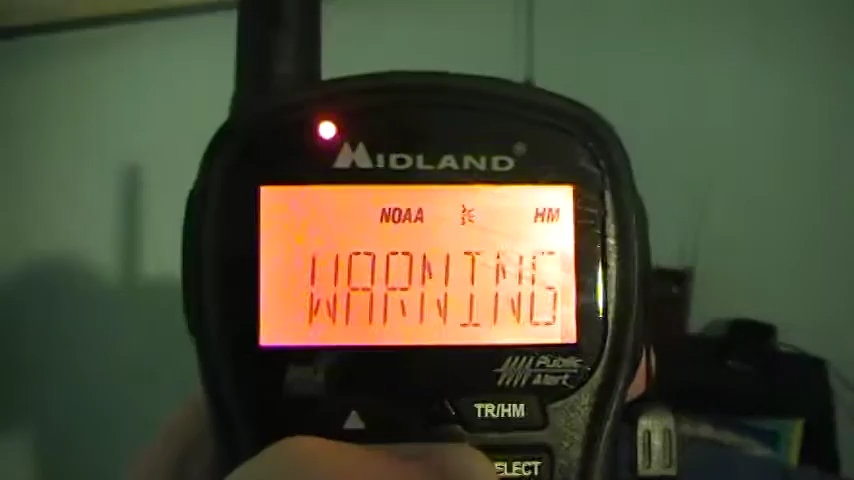 MIDLAND®
NOAA HM
WARNING
Public
Alert
TR/HM
SELECT